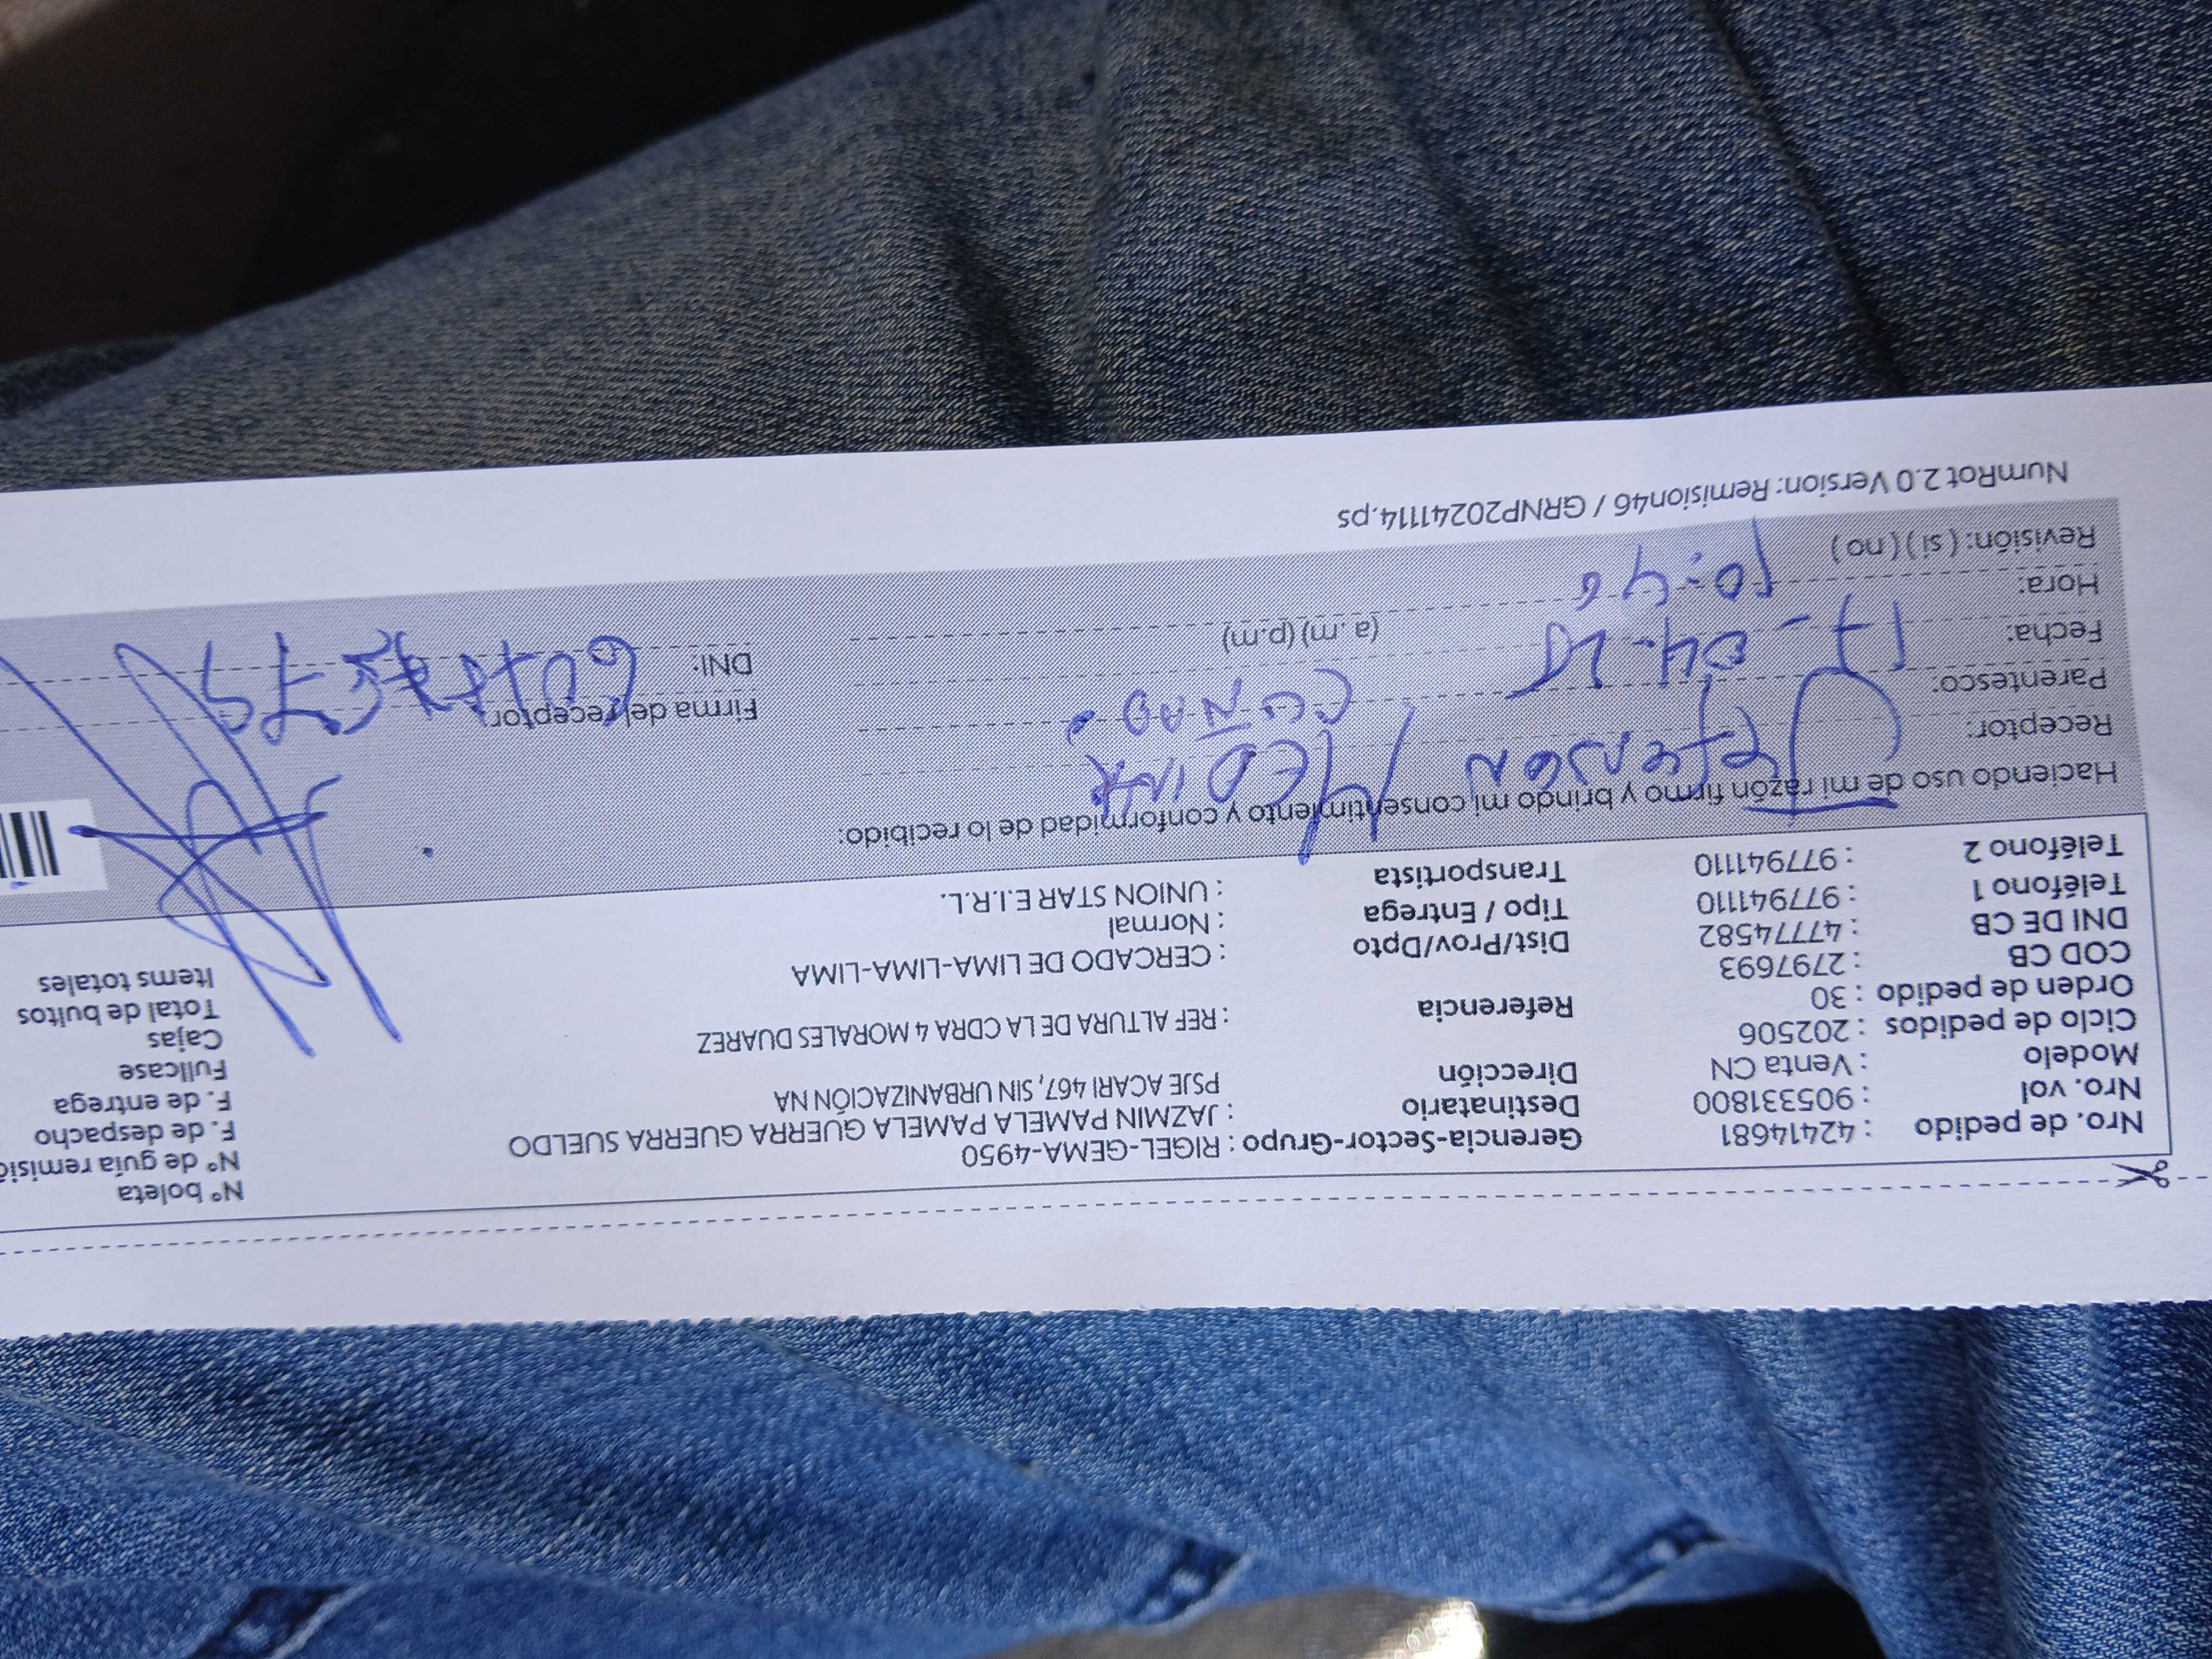 Nro. de pedido : 42414681 Gerencia-Sector-Grupo : RIGEL-GEMA-4950 N° boleta
Nro. vol : 905331800 Destinatario : JAZMIN PAMELA PAMELA GUERRA GUERRA SUELDO N° de guía remisió
Modelo : Venta CN Dirección PSJE ACARI 467, SIN URBANIZACIÓN NA F. de despacho
Ciclo de pedidos : 202506 F. de entrega
Orden de pedido : 30 Referencia : REF ALTURA DE LA CDRA 4 MORALES DUAREZ Fullcase
COD CB : 2797693 Dist/Prov/Dpto : CERCADO DE LIMA-LIMA-LIMA Cajas
DNI DE CB : 47774582 Tipo / Entrega : Normal Total de bultos
Teléfono 1 : 977941110 Transportista : UNION STAR E.I.R.L. Items totales
Teléfono 2 : 977941110
Haciendo uso de mi razón firmo y brindo mi consentimiento y conformidad de lo recibido:
Receptor: Jefferson MEDINA
Parentesco: CUÑADO Firma del receptor
Fecha: 17-04-25 DNI:
Hora: 10:46 (a. m) (p.m)
Revisión: ( si ) ( no )
NumRot 2.0 Version: Remision46 / GRNP20241114.ps